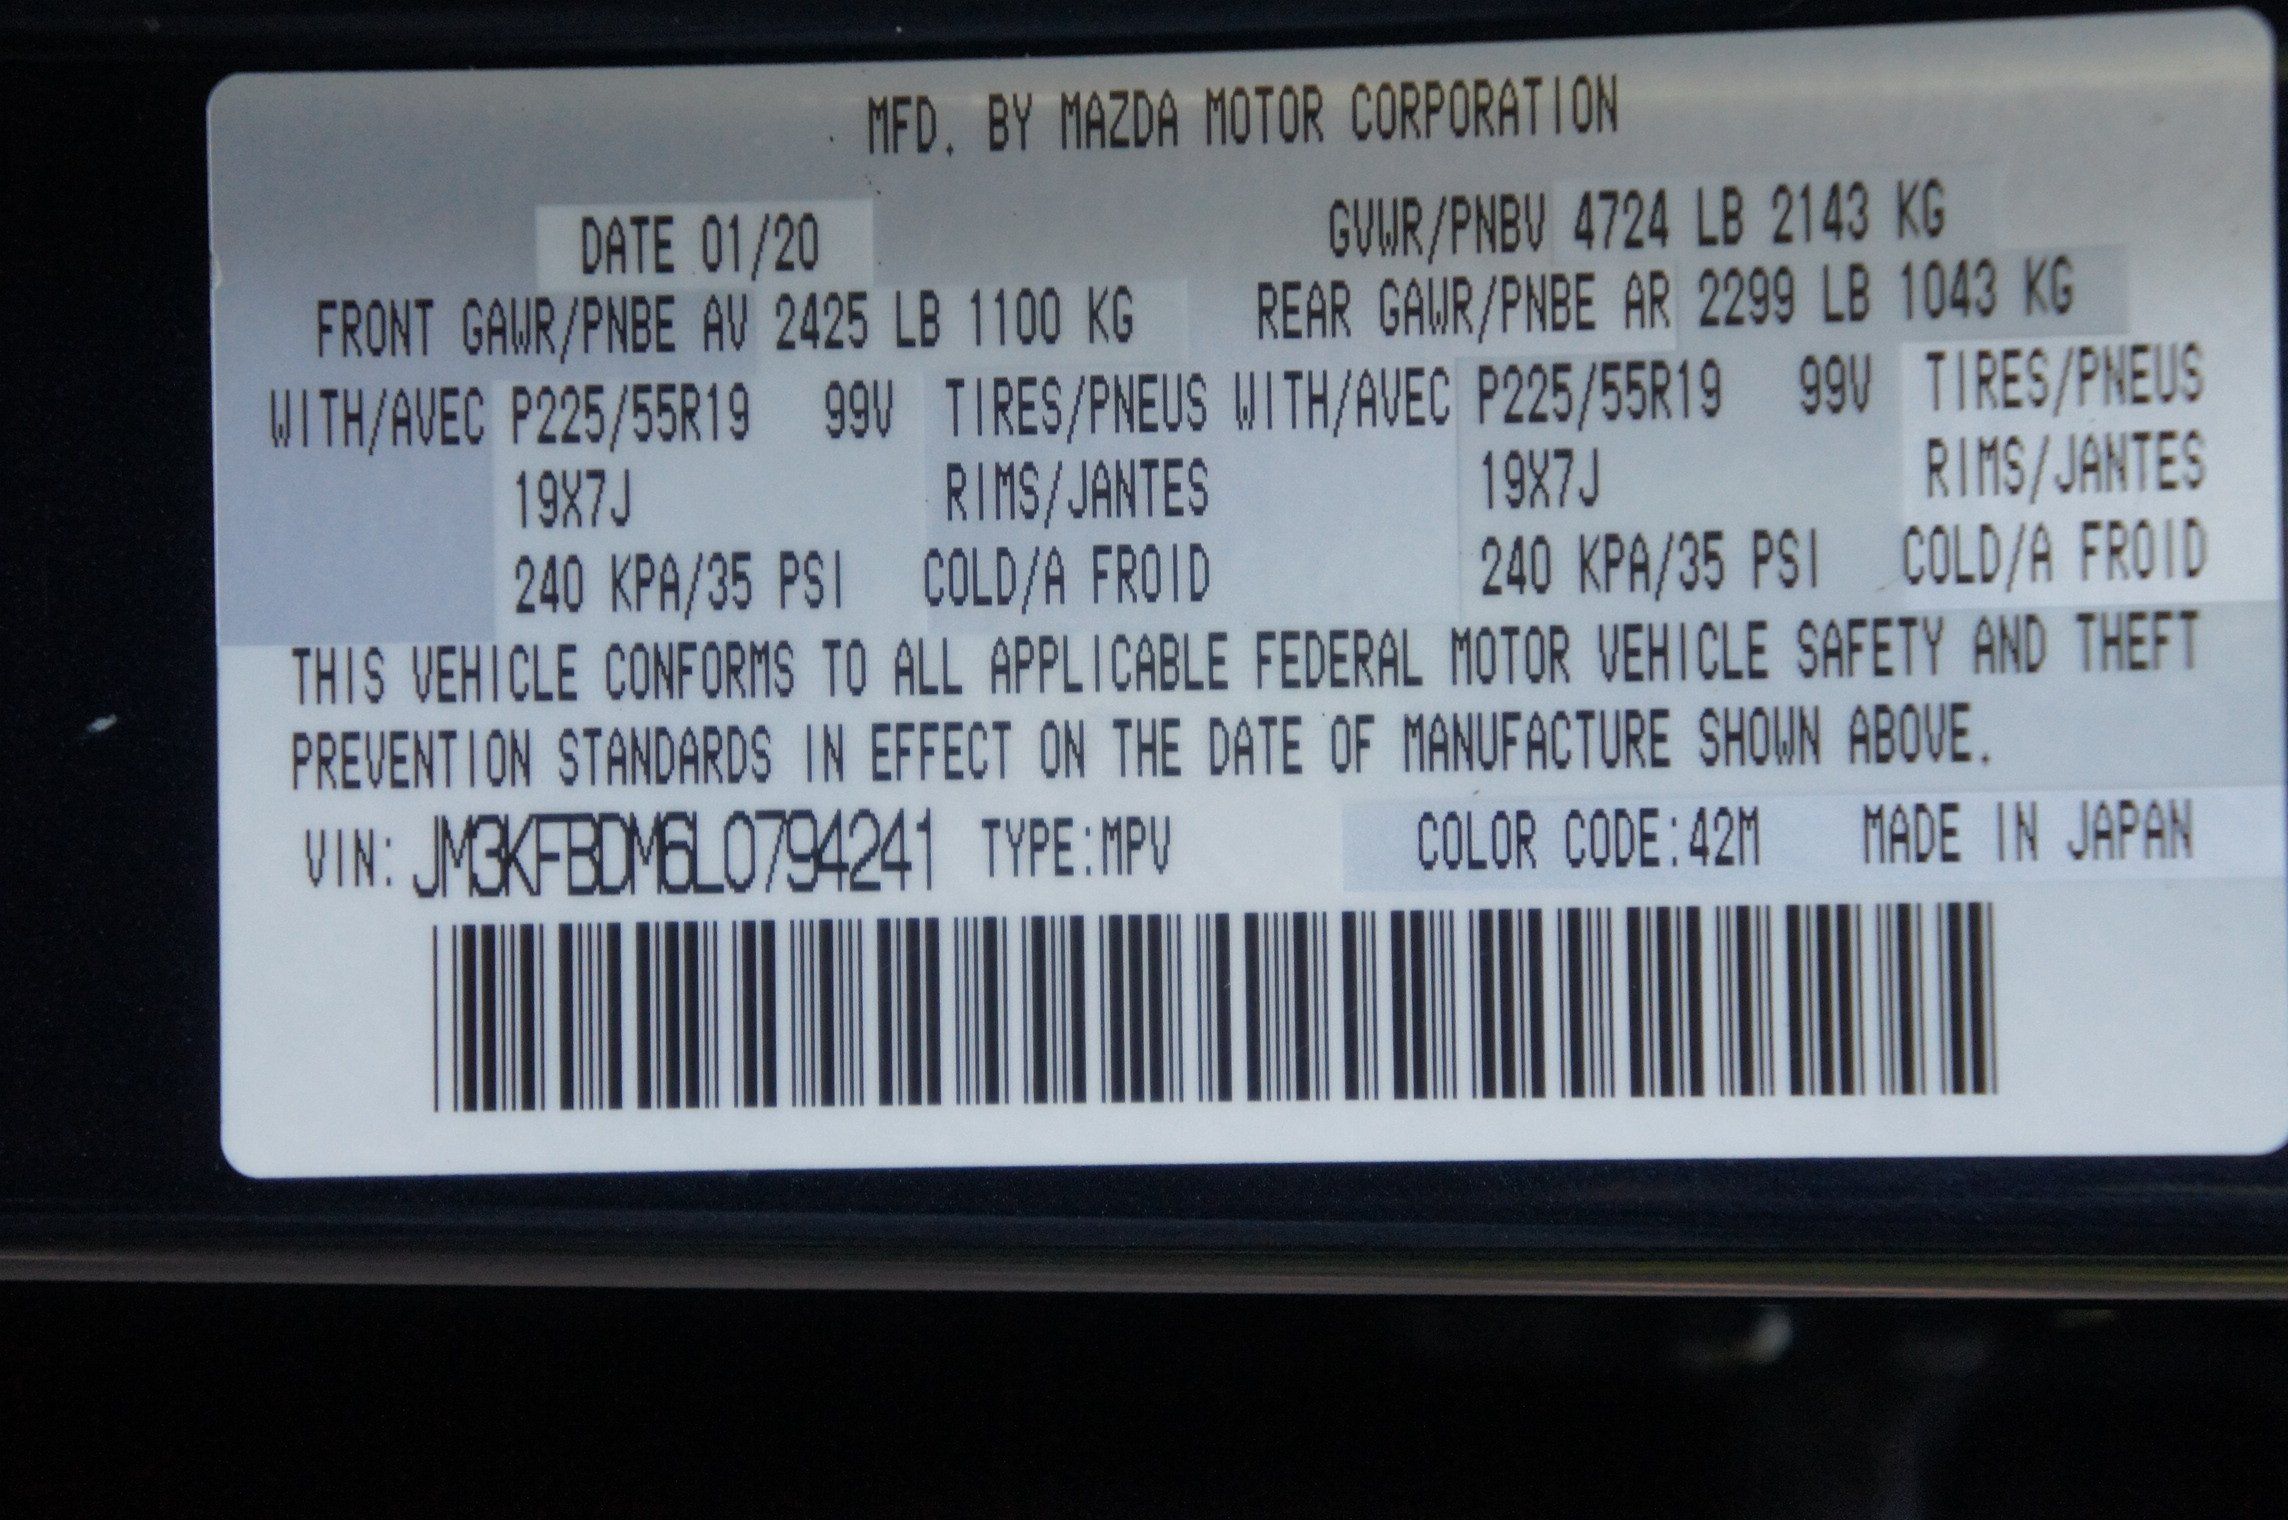 MFD. BY MAZDA MOTOR CORPORATION
DATE 01/20 GVWR/PNBV 4724 LB 2143 KG
FRONT GAWR/PNBE AV 2425 LB 1100 KG REAR GAWR/PNBE AR 2299 LB 1043 KG
WITH/AVEC P225/55R19 99V TIRES/PNEUS WITH/AVEC P225/55R19 99V TIRES/PNEUS
19X7J RIMS/JANTES 19X7J RIMS/JANTES
240 KPA/35 PSI COLD/A FROID 240 KPA/35 PSI COLD/A FROID
THIS VEHICLE CONFORMS TO ALL APPLICABLE FEDERAL MOTOR VEHICLE SAFETY AND THEFT
PREVENTION STANDARDS IN EFFECT ON THE DATE OF MANUFACTURE SHOWN ABOVE.
VIN: JM3KFBDM6L0794241 TYPE:MPV COLOR CODE:42M MADE IN JAPAN